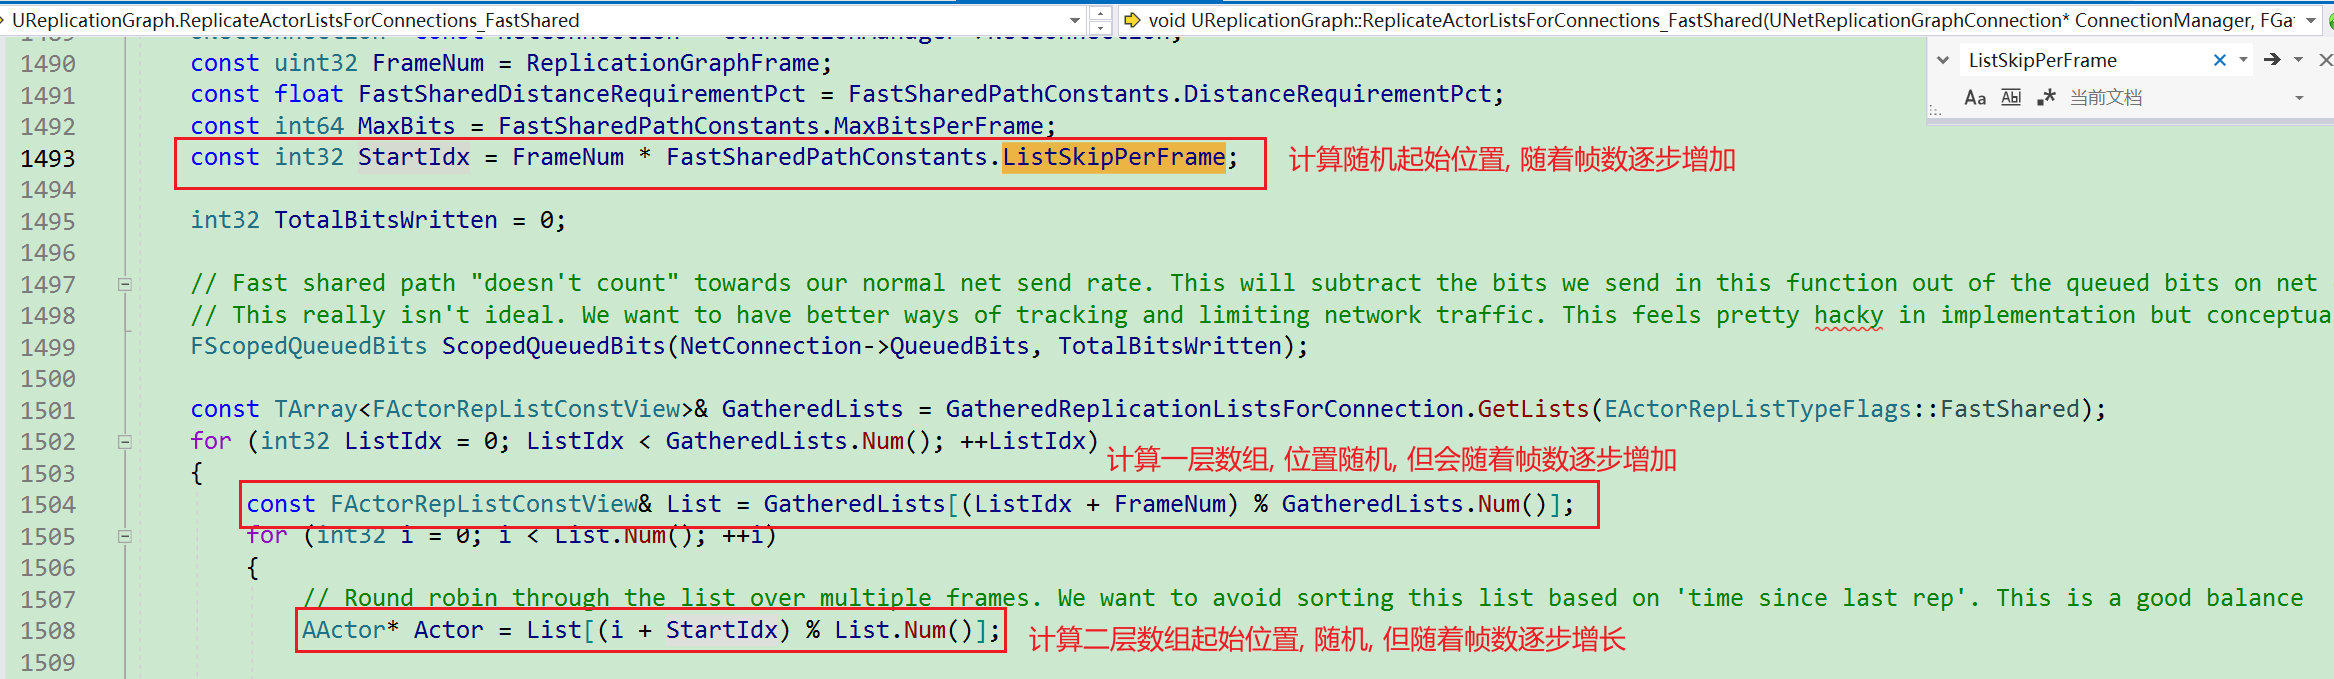 UReplicationGraph.ReplicateActorListsForConnections_FastShared
void UReplicationGraph::ReplicateActorListsForConnections_FastShared(UNetReplicationGraphConnection* ConnectionManager, FGat
ListSkipPerFrame
Aa Abl .* 当前文档
1490 const uint32 FrameNum = ReplicationGraphFrame;
1491 const float FastSharedDistanceRequirementPct = FastSharedPathConstants.DistanceRequirementPct;
1492 const int64 MaxBits = FastSharedPathConstants.MaxBitsPerFrame;
1493 const int32 StartIdx = FrameNum * FastSharedPathConstants.ListSkipPerFrame; 计算随机起始位置, 随着帧数逐步增加
1494
1495 int32 TotalBitsWritten = 0;
1496
1497 // Fast shared path "doesn't count" towards our normal net send rate. This will subtract the bits we send in this function out of the queued bits on net
1498 // This really isn't ideal. We want to have better ways of tracking and limiting network traffic. This feels pretty hacky in implementation but conceptua
1499 FScopedQueuedBits ScopedQueuedBits(NetConnection->QueuedBits, TotalBitsWritten);
1500
1501 const TArray<FActorRepListConstView>& GatheredLists = GatheredReplicationListsForConnection.GetLists(EActorRepListTypeFlags::FastShared);
1502 for (int32 ListIdx = 0; ListIdx < GatheredLists.Num(); ++ListIdx)
计算一层数组, 位置随机, 但会随着帧数逐步增加
1503 {
1504 const FActorRepListConstView& List = GatheredLists[(ListIdx + FrameNum) % GatheredLists.Num()];
1505 for (int32 i = 0; i < List.Num(); ++i)
1506 {
1507 // Round robin through the list over multiple frames. We want to avoid sorting this list based on 'time since last rep'. This is a good balance
1508 AActor* Actor = List[(i + StartIdx) % List.Num()]; 计算二层数组起始位置, 随机, 但随着帧数逐步增长
1509